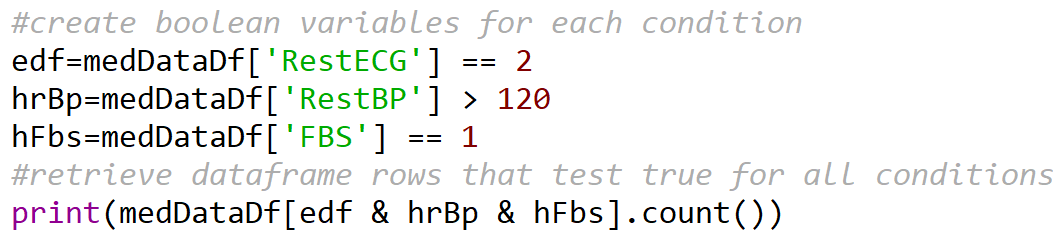 #create boolean variables for each condition
edf=medDataDf['RestECG'] == 2
hrBp=medDataDf['RestBP'] > 120
hFbs=medDataDf['FBS'] == 1
#retrieve dataframe rows that test true for all conditions
print(medDataDf[edf & hrBp & hFbs].count())